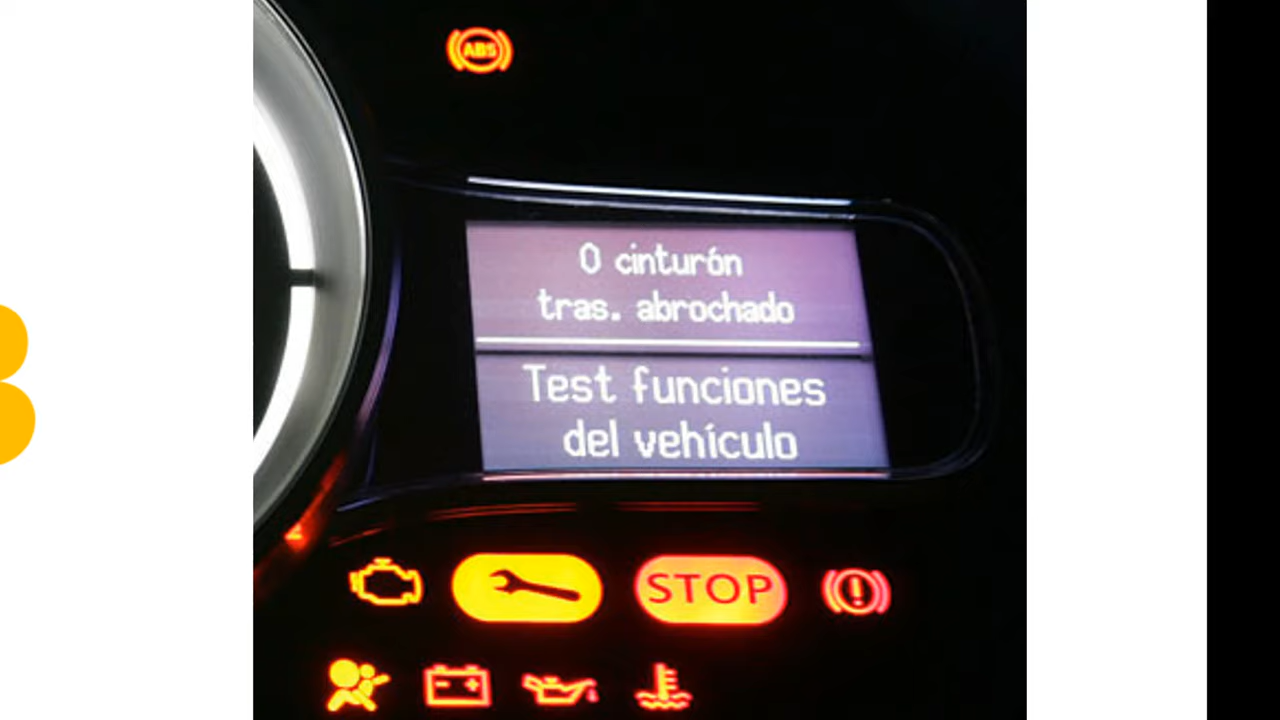 ABS
0 cinturón
tras. abrochado
Test funciones
del vehículo
STOP